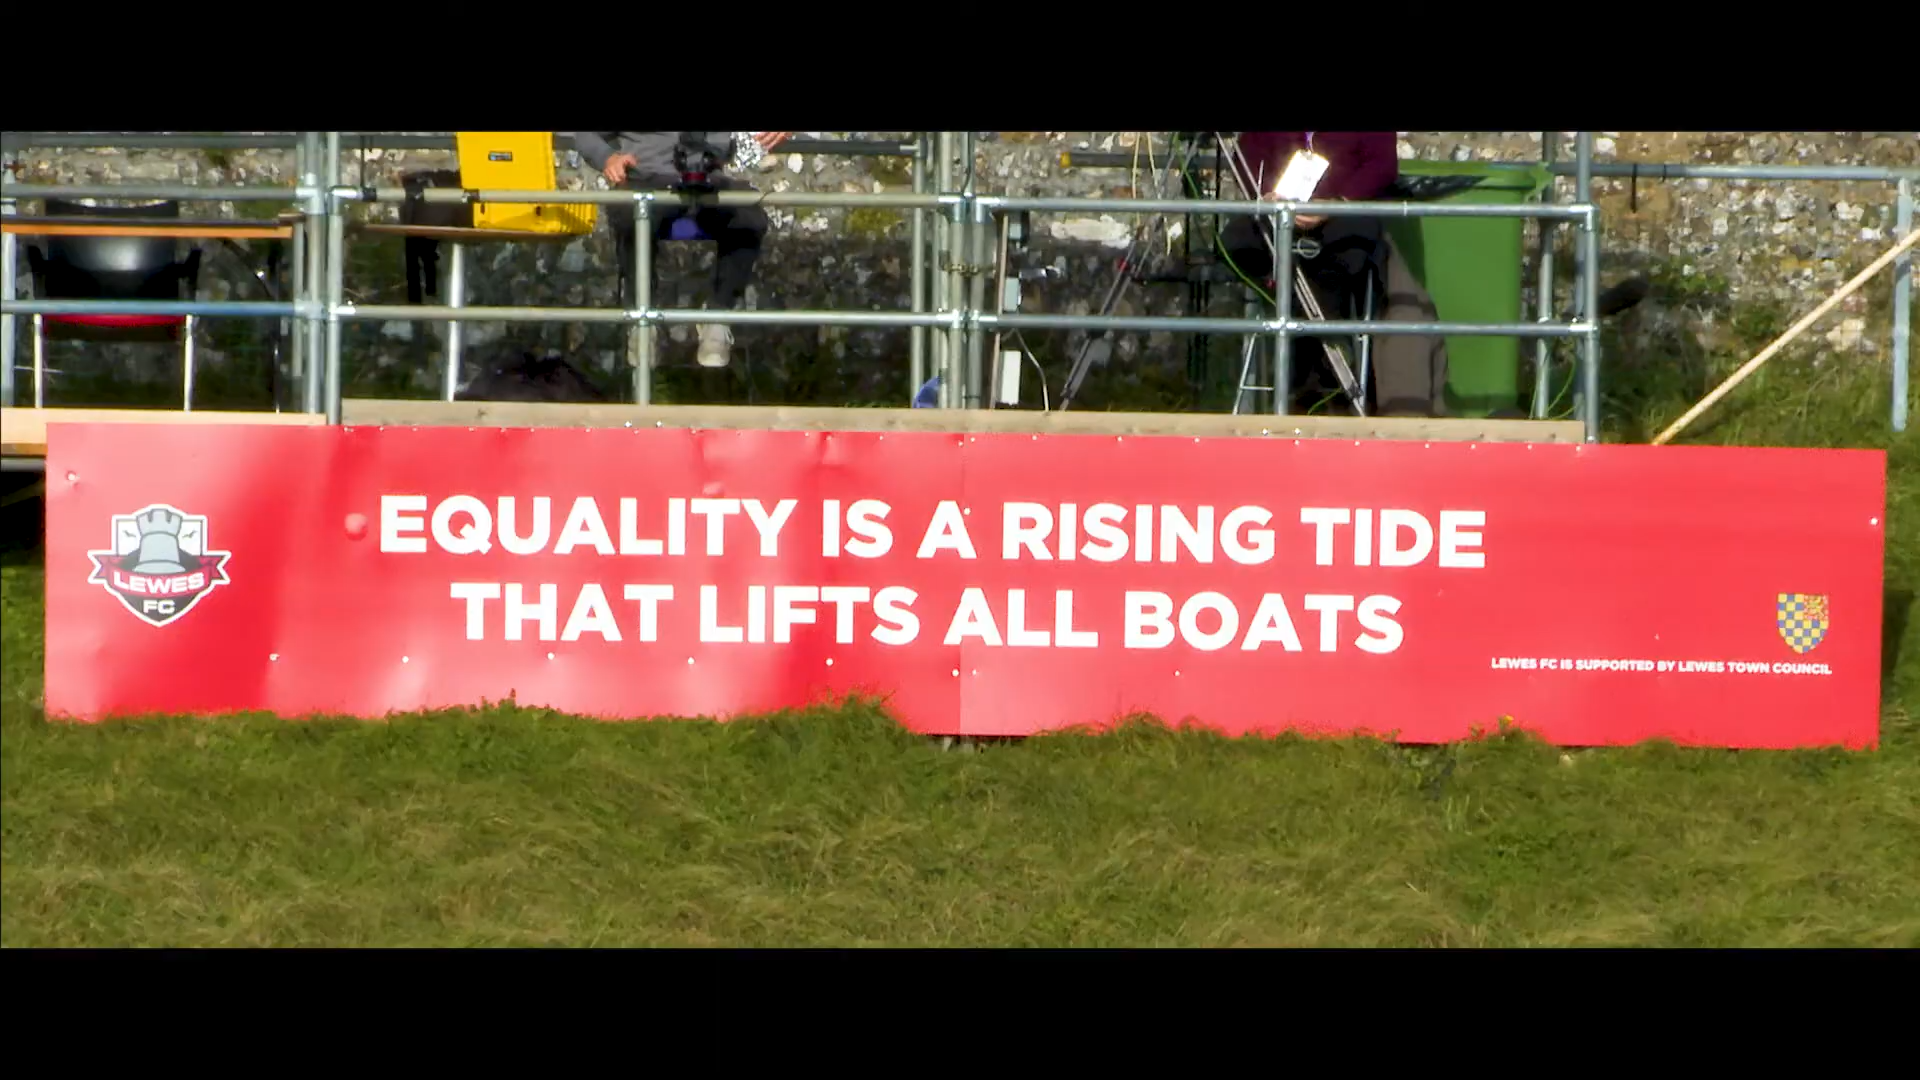 EQUALITY IS A RISING TIDE
THAT LIFTS ALL BOATS
LEWES
FC
LEWES FC IS SUPPORTED BY LEWES TOWN COUNCIL